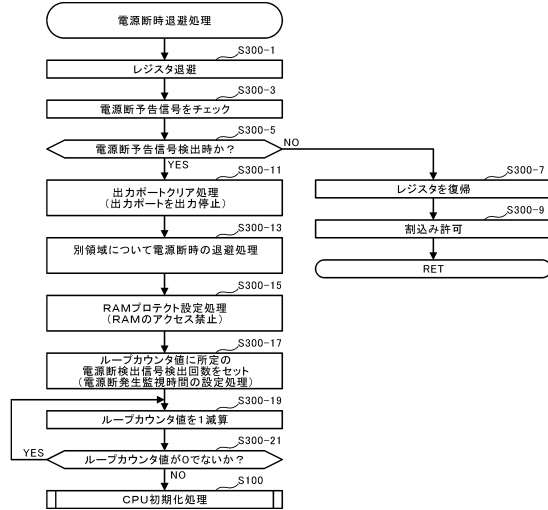 電源断時退避処理
S300-1
レジスタ退避
S300-3
電源断予告信号をチェック
S300-5
電源断予告信号検出時か？
NO
YES
S300-7
レジスタを復帰
S300-9
割込み許可
RET
S300-11
出力ポートクリア処理
（出力ポートを出力停止）
S300-13
別領域について電源断時の退避処理
S300-15
RAMプロテクト設定処理
（RAMのアクセス禁止）
S300-17
ループカウンタ値に所定の
電源断検出信号検出回数をセット
（電源断発生監視時間の設定処理）
S300-19
ループカウンタ値を1減算
S300-21
ループカウンタ値が0でないか？
YES
NO
S100
CPU初期化処理